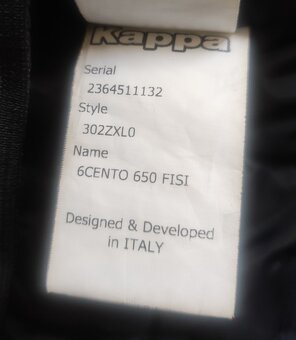 Kappa
Serial
2364511132
Style
302ZXL0
Name
6CENTO 650 FISI
Designed & Developed
in ITALY